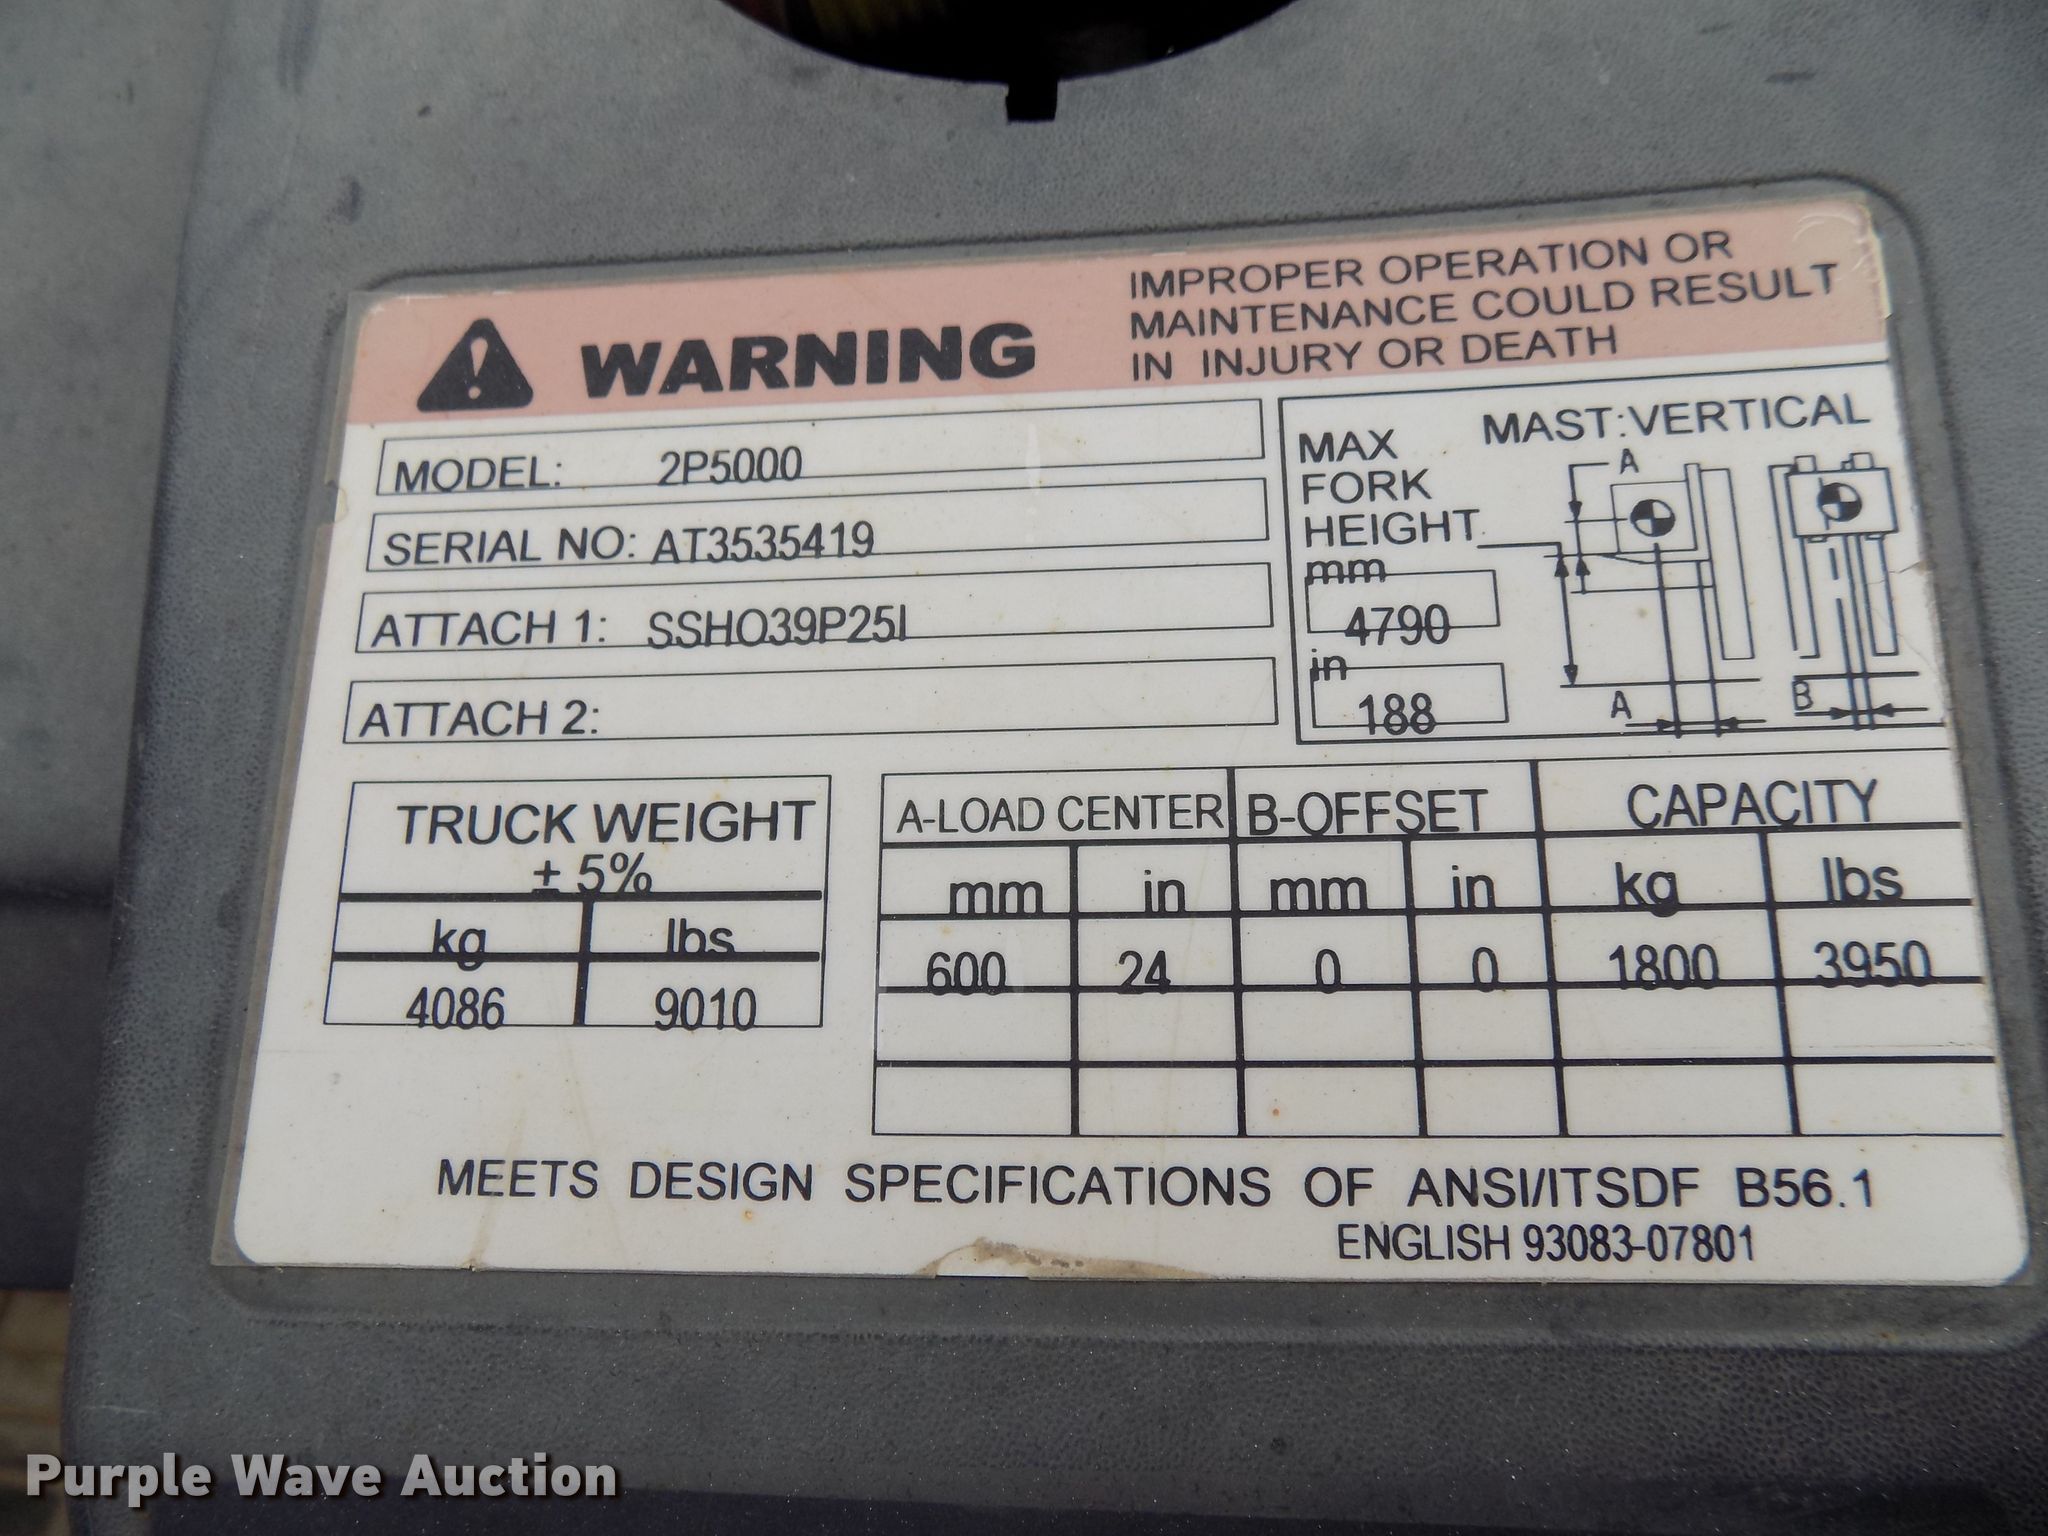 WARNING
IMPROPER OPERATION OR
MAINTENANCE COULD RESULT
IN INJURY OR DEATH
MODEL: 2P5000
SERIAL NO: AT3535419
ATTACH 1: SSHO39P25I
ATTACH 2:
MAX
FORK
HEIGHT
mm
4790
in
188
MAST:VERTICAL
A
A
B
TRUCK WEIGHT
± 5%
kg lbs
4086 9010
A-LOAD CENTER B-OFFSET CAPACITY
mm in mm in kg lbs
600 24 0 0 1800 3950
MEETS DESIGN SPECIFICATIONS OF ANSI/ITSDF B56.1
ENGLISH 93083-07801
Purple Wave Auction